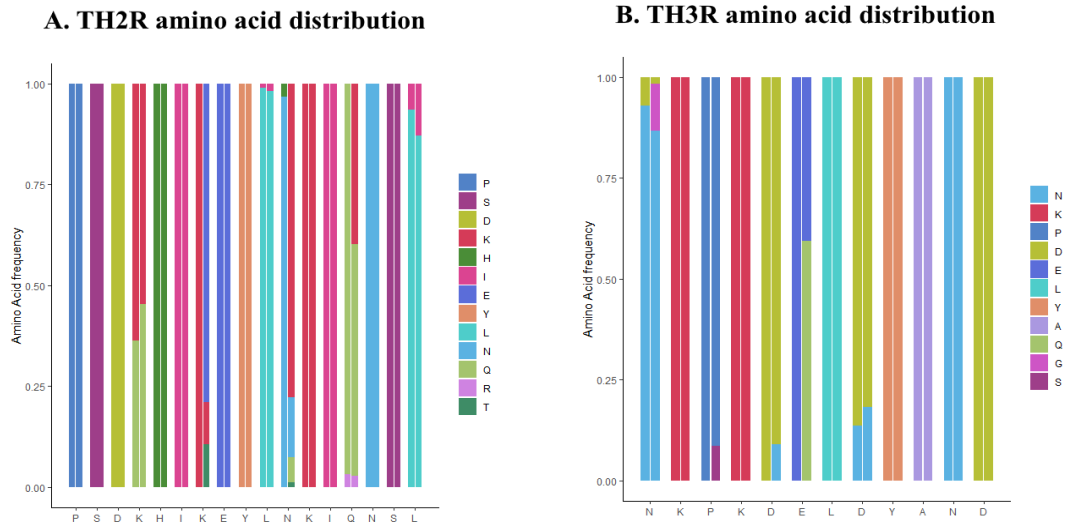 A. TH2R amino acid distribution
1.00
0.75
0.50
0.25
0.00
Amino Acid frequency
P S D K H I K E Y L N K I Q N S L
P
S
D
K
H
I
E
Y
L
N
Q
R
T
B. TH3R amino acid distribution
1.00
0.75
0.50
0.25
0.00
Amino Acid frequency
N K P K D E L D Y A N D
N
K
P
D
E
L
Y
A
Q
G
S